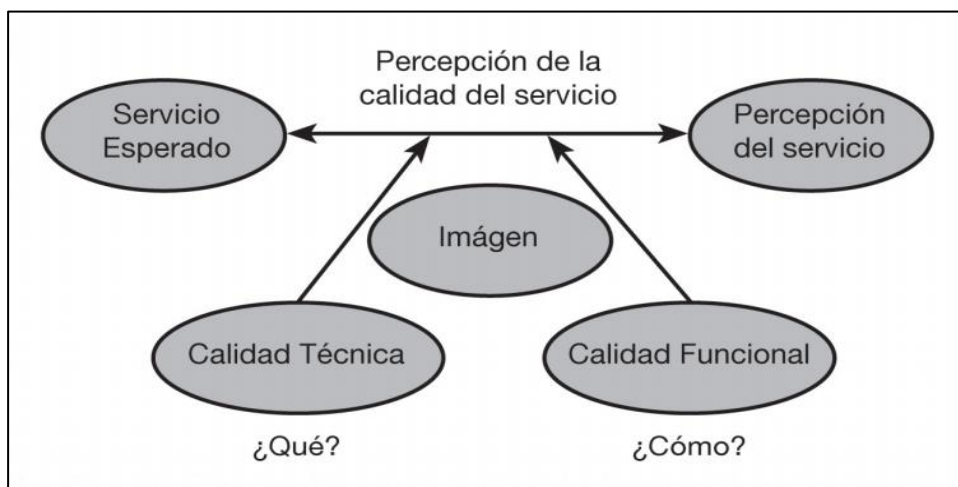 Percepción de la
calidad del servicio
Servicio
Esperado
Percepción
del servicio
Imágen
Calidad Técnica
Calidad Funcional
¿Qué?
¿Cómo?